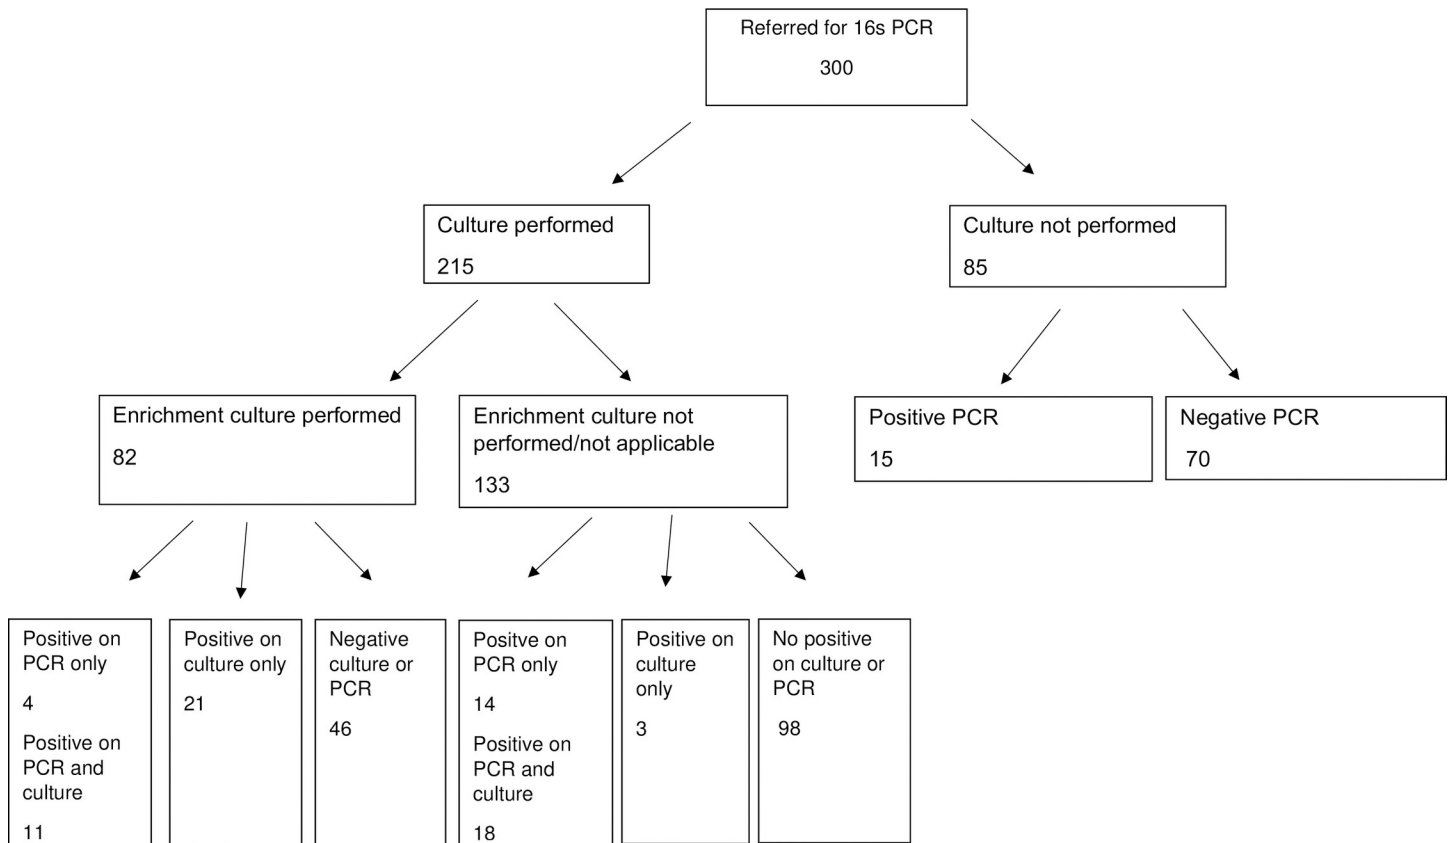 Referred for 16s PCR
300
Culture performed
215
Culture not performed
85
Enrichment culture performed
82
Enrichment culture not
performed/not applicable
133
Positive PCR
15
Negative PCR
70
Positive on
PCR only
4
Positive on
PCR and
culture
11
Positive on
culture only
21
Negative
culture or
PCR
46
Positve on
PCR only
14
Positive on
PCR and
culture
18
Positive on
culture
only
3
No positive
on culture or
PCR
98